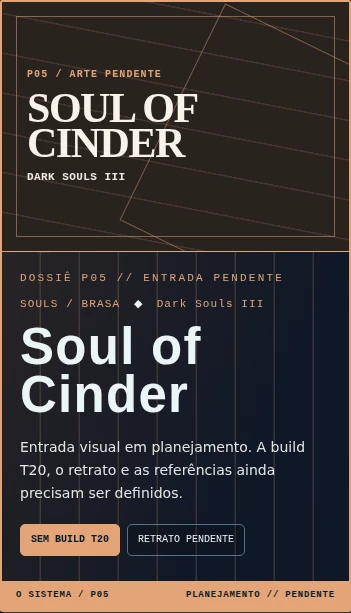 P05 / ARTE PENDENTE
SOUL OF
CINDER
DARK SOULS III
DOSSIÊ P05 // ENTRADA PENDENTE
SOULS / BRASA ◆ Dark Souls III
Soul of
Cinder
Entrada visual em planejamento. A build
T20, o retrato e as referências ainda
precisam ser definidos.
SEM BUILD T20 RETRATO PENDENTE
O SISTEMA / P05 PLANEJAMENTO // PENDENTE